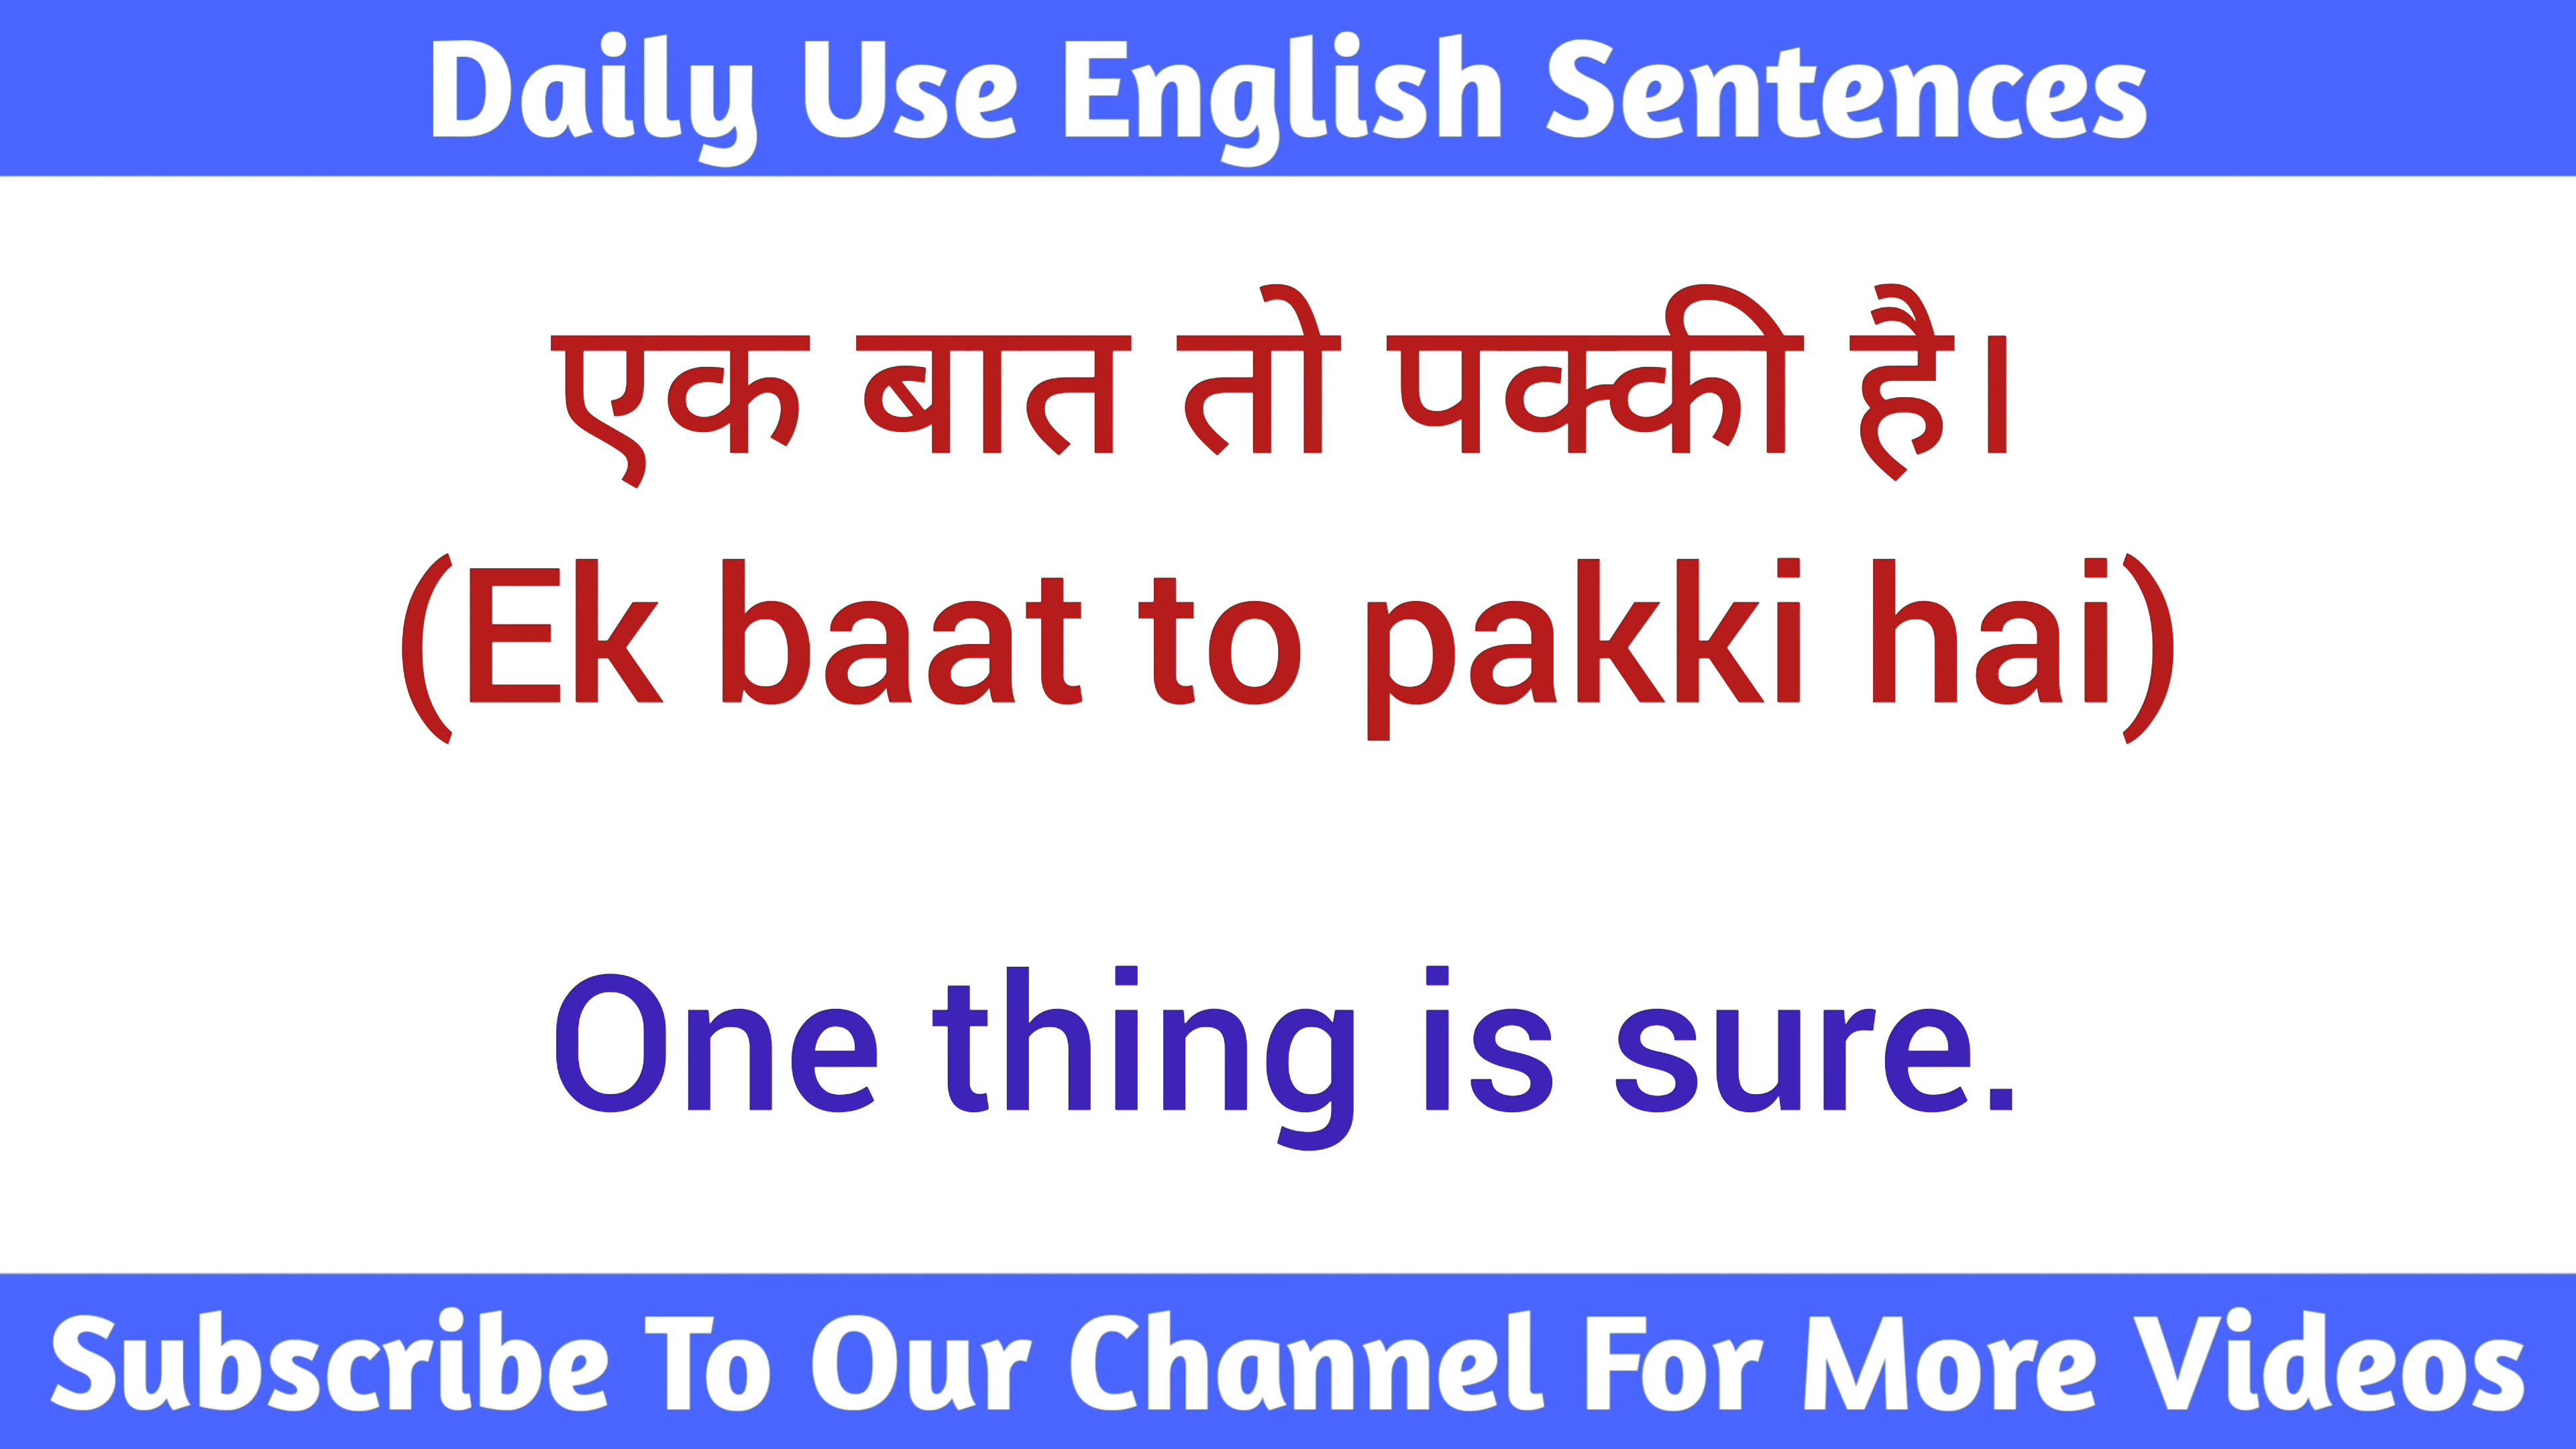 Daily Use English Sentences
एक बात तो पक्की है।
(Ek baat to pakki hai)
One thing is sure.
Subscribe To Our Channel For More Videos